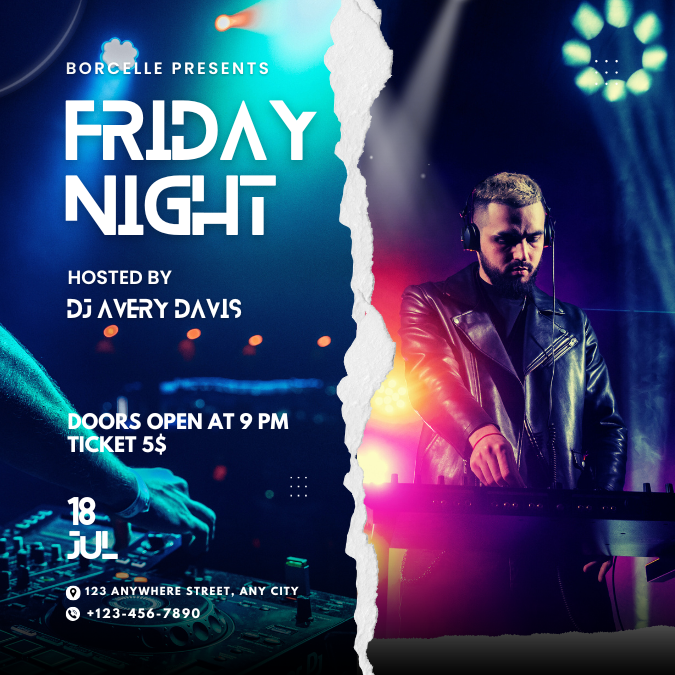 BORCELLE PRESENTS
FRIDAY
NIGHT
HOSTED BY
DJ AVERY DAVIS
DOORS OPEN AT 9 PM
TICKET 5$
18
JUL
123 ANYWHERE STREET, ANY CITY
+123-456-7890